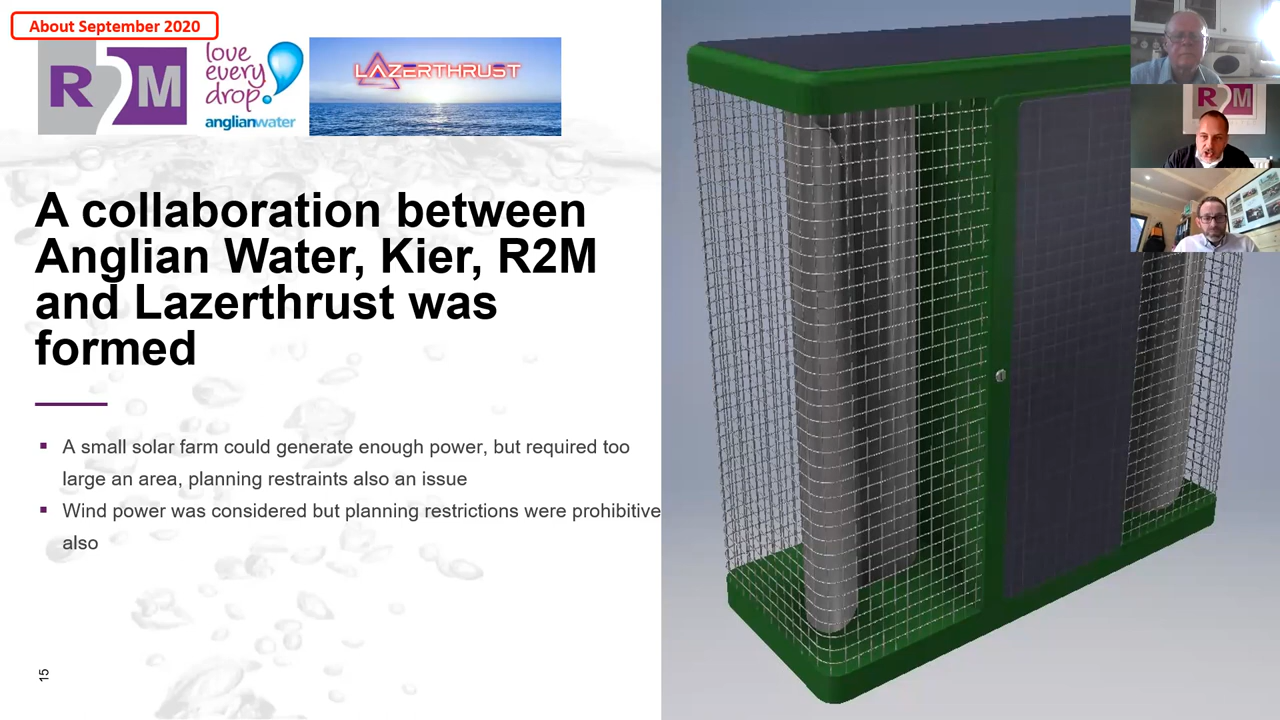 About September 2020
R2M
love
every
drop
anglianwater
LAZERTHRUST
R2M
A collaboration between
Anglian Water, Kier, R2M
and Lazerthrust was
formed
A small solar farm could generate enough power, but required too
large an area, planning restraints also an issue
Wind power was considered but planning restrictions were prohibitive
also
15